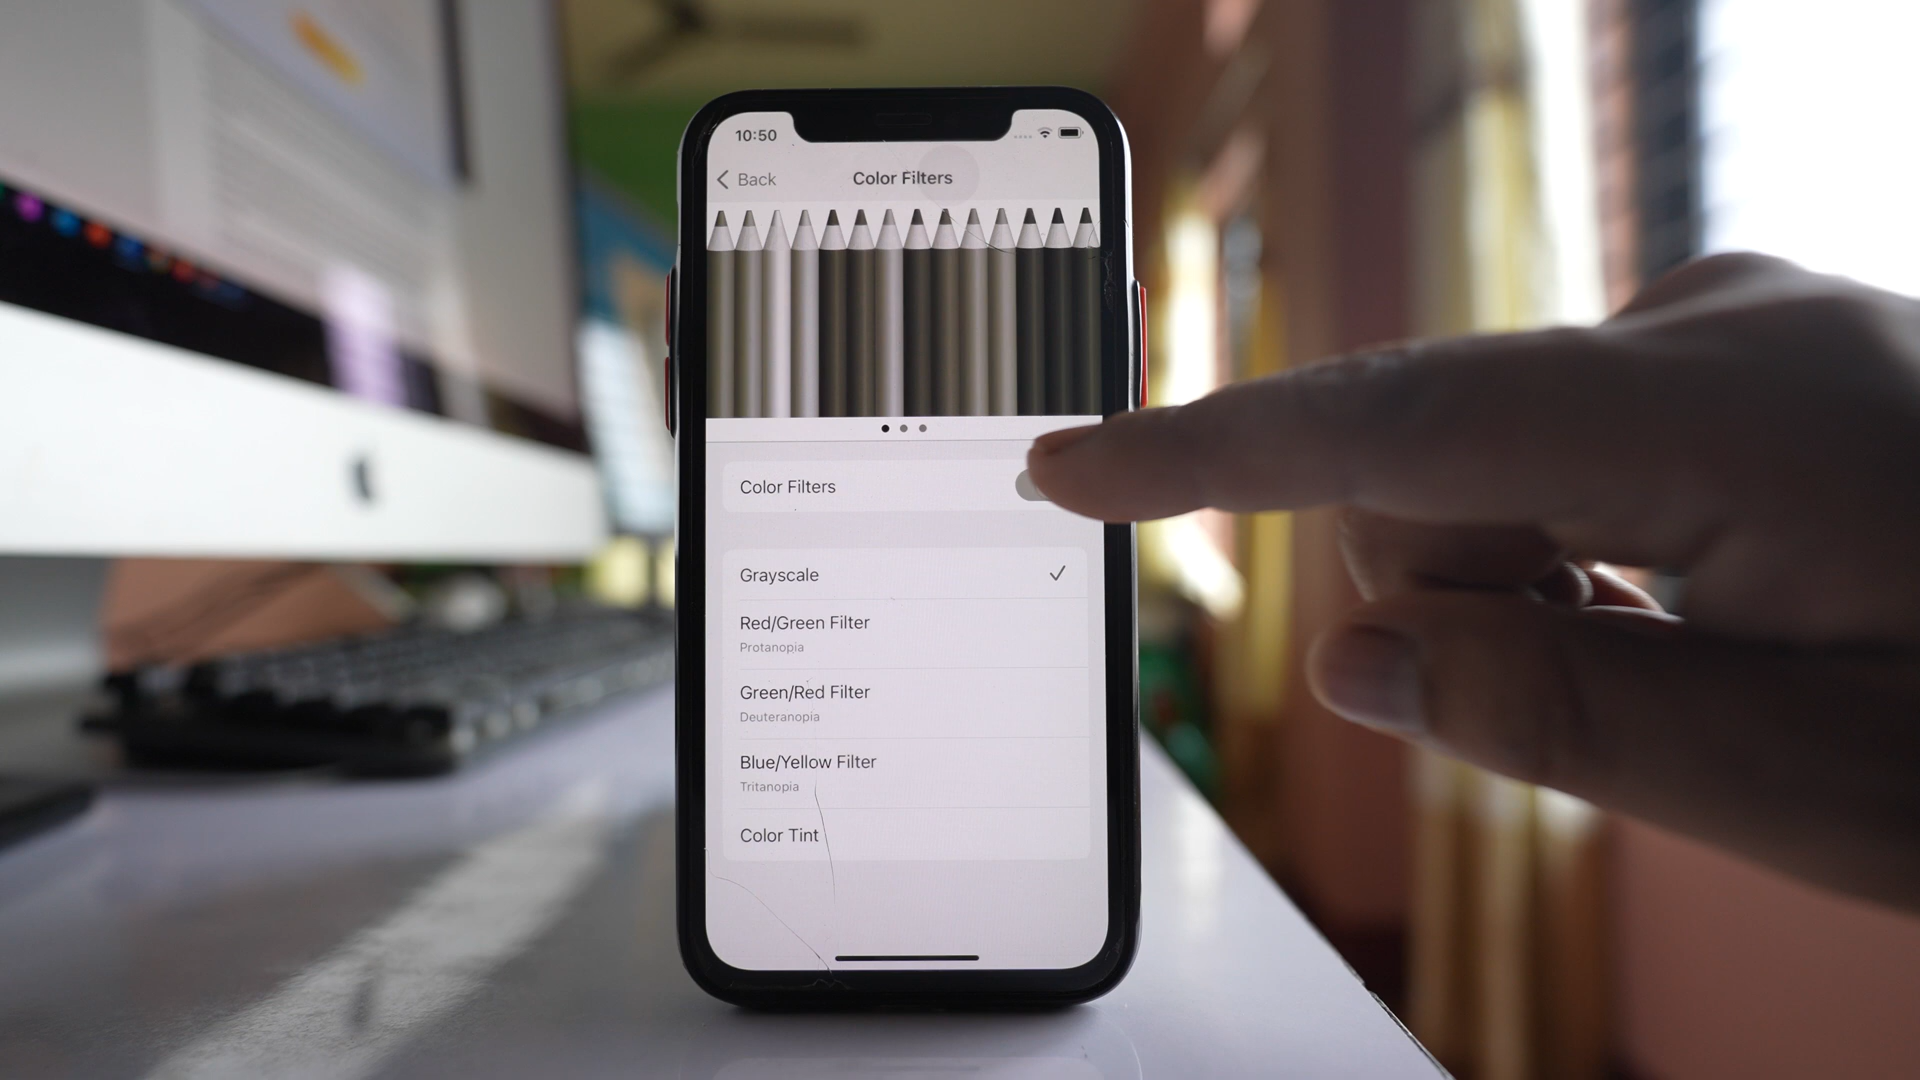 10:50
Back
Color Filters
Color Filters
Grayscale
Red/Green Filter
Protanopia
Green/Red Filter
Deuteranopia
Blue/Yellow Filter
Tritanopia
Color Tint